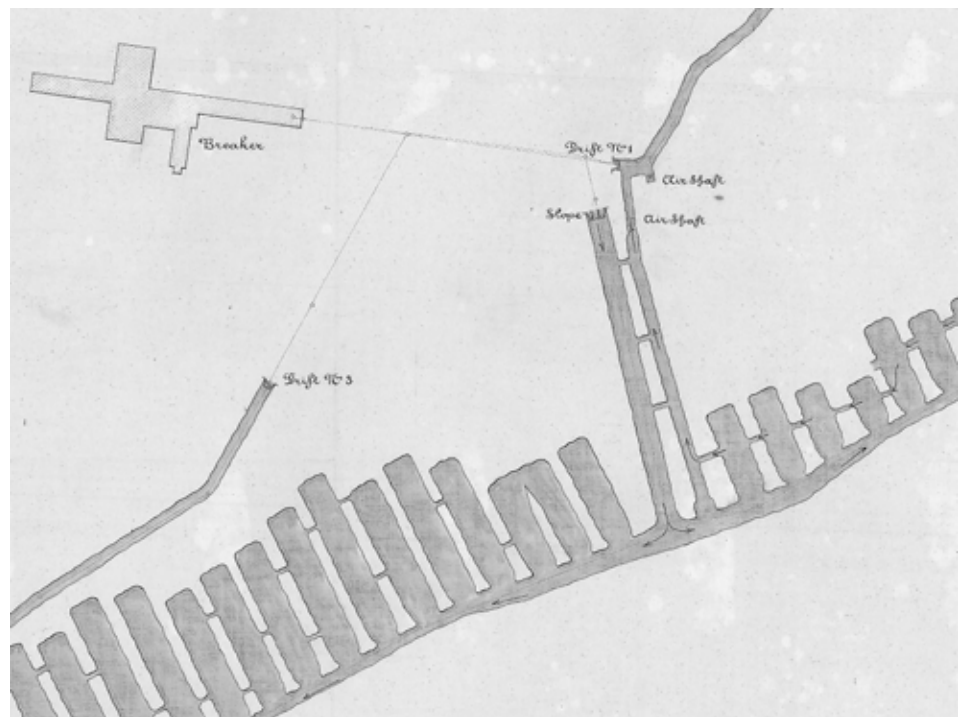 Breaker
Drift No 1
Air Shaft
Slope
Air Shaft
Drift No 3